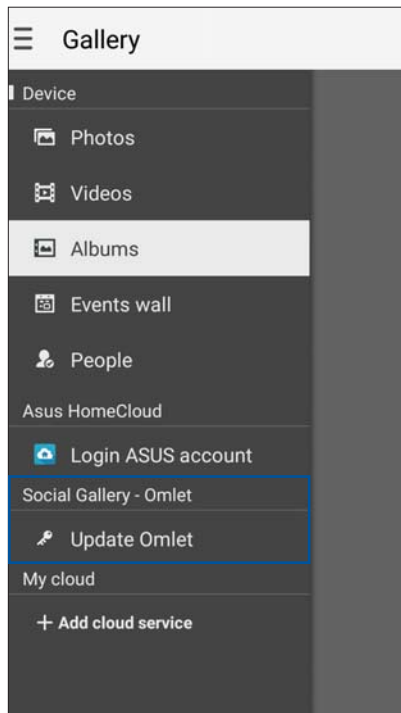 Gallery
Device
Photos
Videos
Albums
Events wall
People
Asus HomeCloud
Login ASUS account
Social Gallery - Omlet
Update Omlet
My cloud
+ Add cloud service